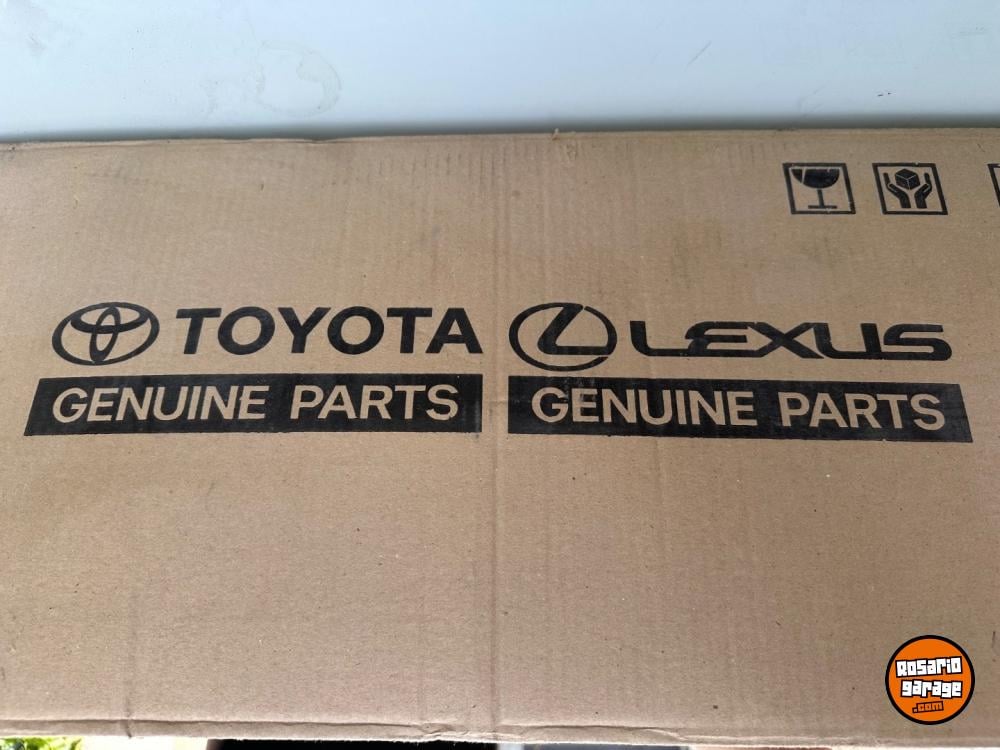 TOYOTA LEXUS
GENUINE PARTS GENUINE PARTS
Rosario
garage
.com